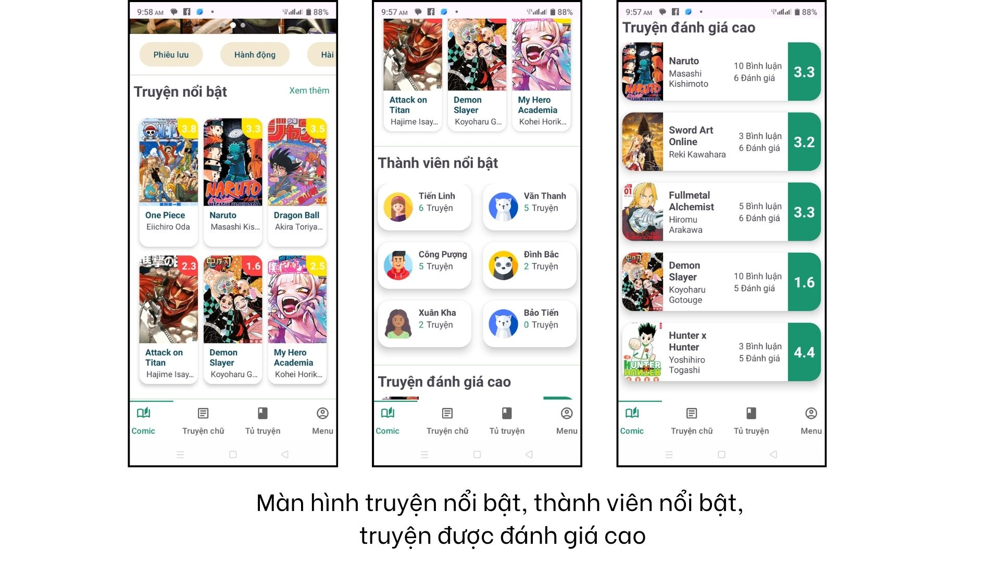 9:58 AM
88%
Phiêu lưu
Hành động
Hài
Truyện nổi bật
Xem thêm
3.8
3.3
3.5
NARUTO
One Piece
Eiichiro Oda
Naruto
Masashi Kis...
Dragon Ball
Akira Toriya...
2.3
1.6
2.5
Attack on
Titan
Hajime Isay...
Demon
Slayer
Koyoharu G...
My Hero
Academia
Kohei Horik...
Comic
Truyện chữ
Tủ truyện
Menu
9:57 AM
88%
Attack on
Titan
Hajime Isay...
Demon
Slayer
Koyoharu G...
My Hero
Academia
Kohei Horik...
Thành viên nổi bật
Tiến Linh
6 Truyện
Văn Thanh
5 Truyện
Công Pượng
5 Truyện
Đình Bắc
2 Truyện
Xuân Kha
2 Truyện
Bảo Tiến
0 Truyện
Truyện đánh giá cao
Comic
Truyện chữ
Tủ truyện
Menu
9:57 AM
88%
Truyện đánh giá cao
NARUTO
Naruto
Masashi
Kishimoto
10 Bình luận
6 Đánh giá
3.3
Sword Art
Online
Reki Kawahara
3 Bình luận
6 Đánh giá
3.2
01
Fullmetal
Alchemist
Hiromu
Arakawa
5 Bình luận
6 Đánh giá
3.3
Demon
Slayer
Koyoharu
Gotouge
10 Bình luận
5 Đánh giá
1.6
HUNTER
HUNTER
Hunter x
Hunter
Yoshihiro
Togashi
3 Bình luận
5 Đánh giá
4.4
Comic
Truyện chữ
Tủ truyện
Menu
Màn hình truyện nổi bật, thành viên nổi bật,
truyện được đánh giá cao